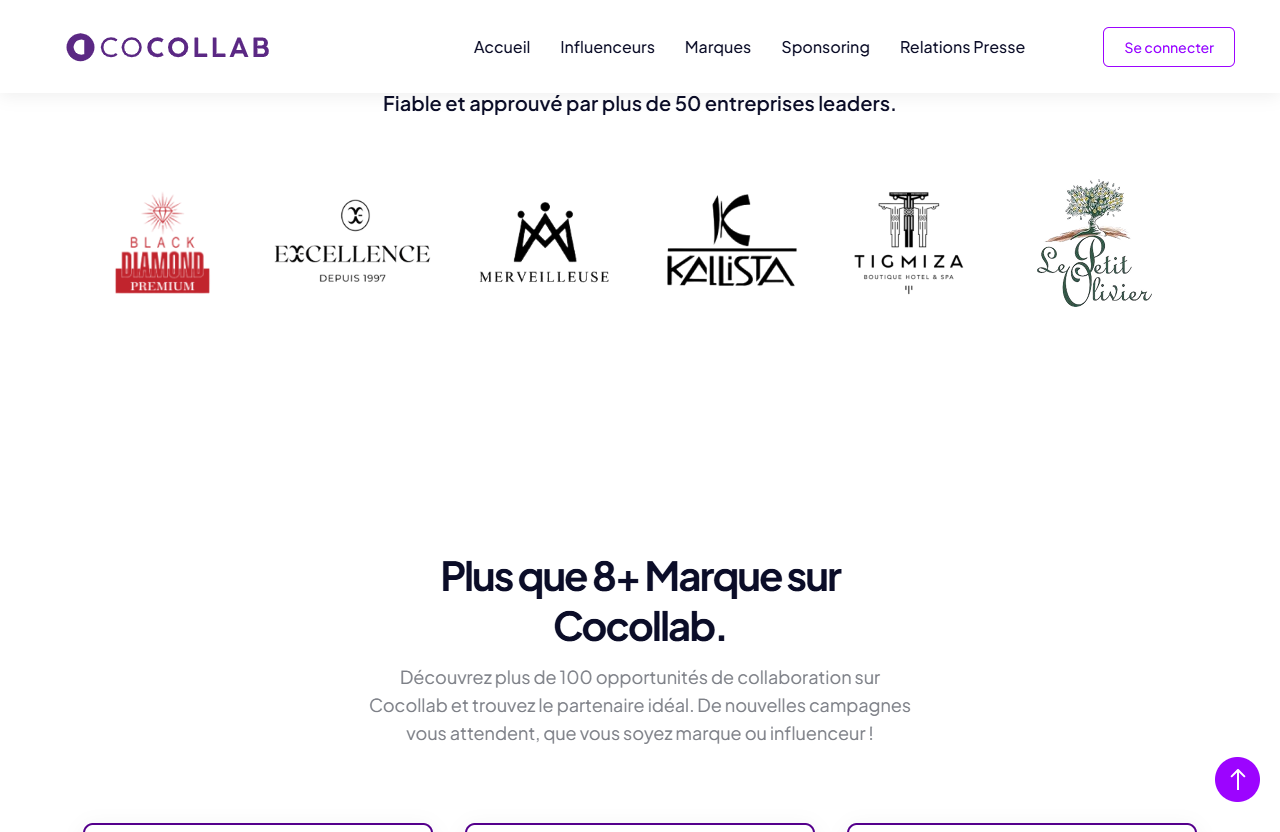 COCOLLAB
Accueil
Influenceurs
Marques
Sponsoring
Relations Presse
Se connecter
Fiable et approuvé par plus de 50 entreprises leaders.
BLACK
DIAMOND
PREMIUM
EXCELLENCE
DEPUIS 1997
MERVEILLEUSE
KALLISTA
TIGMIZA
BOUTIQUE HOTEL & SPA
Le Petit
Olivier
Plus que 8+ Marque sur
Cocollab.
Découvrez plus de 100 opportunités de collaboration sur
Cocollab et trouvez le partenaire idéal. De nouvelles campagnes
vous attendent, que vous soyez marque ou influenceur !